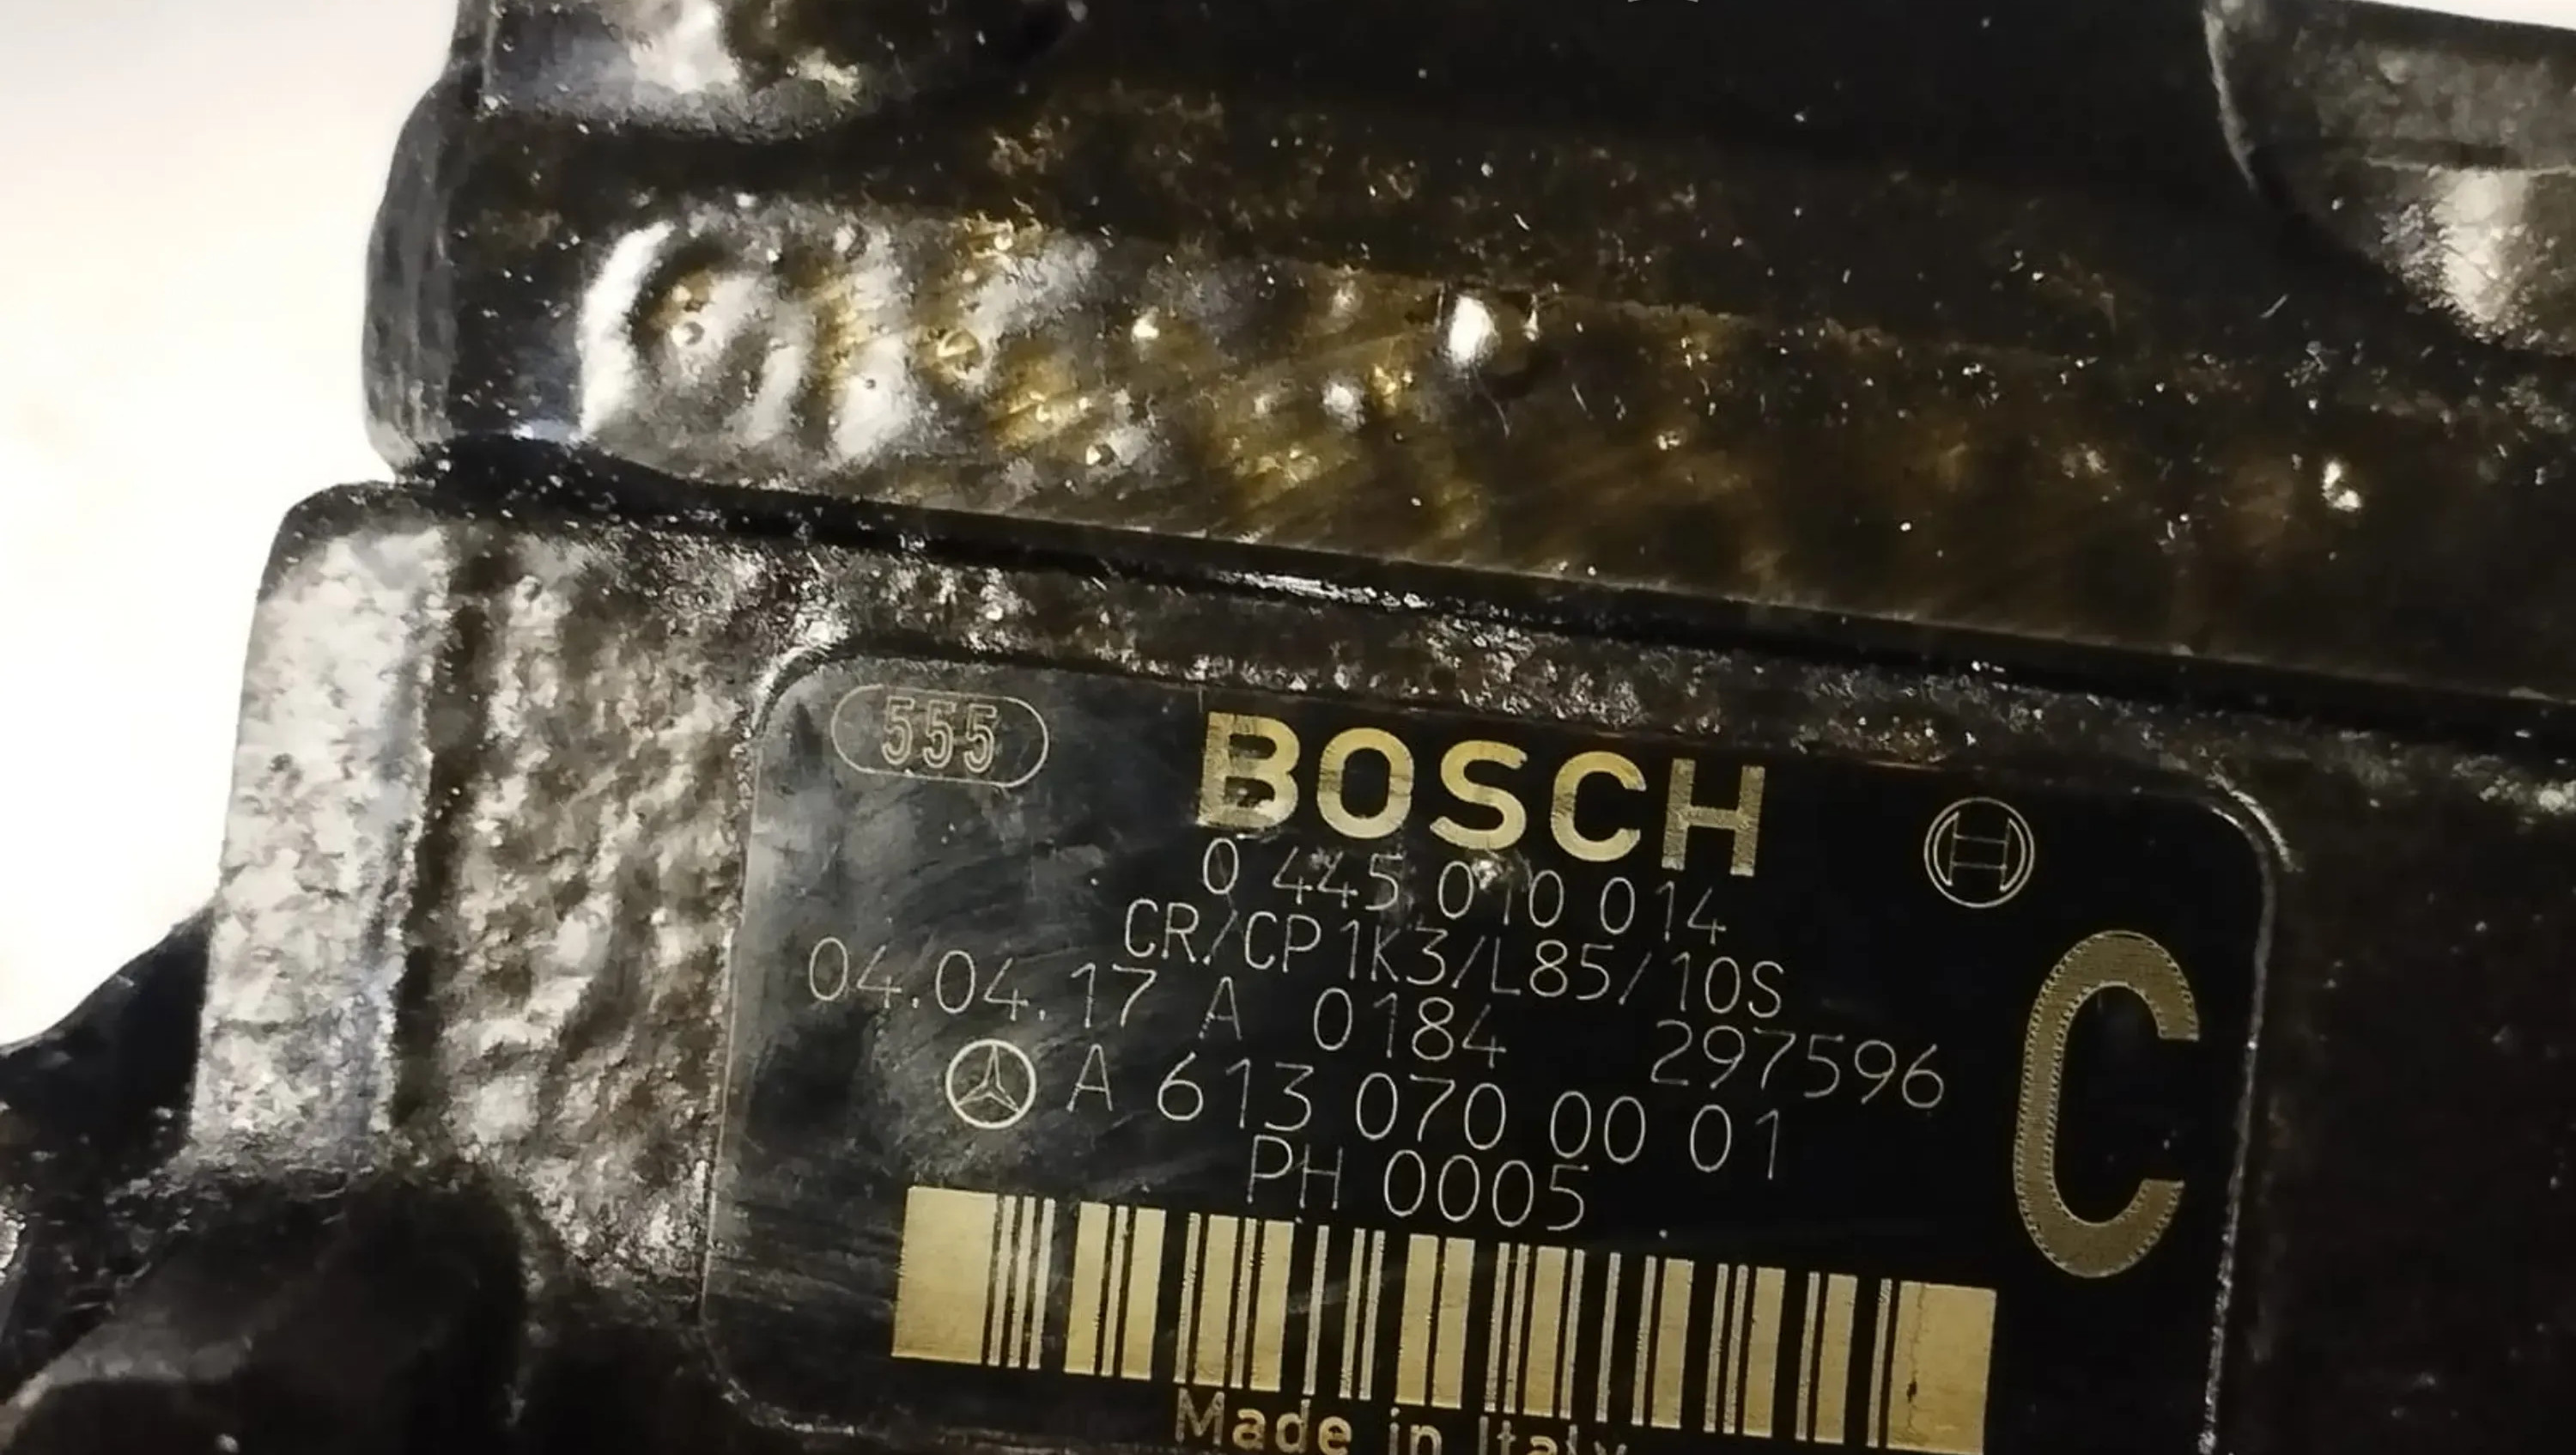 555
BOSCH
0 445 010 014
CR/CP1K3/L85/10S
04.04.17 A 0184 297596
A 613 070 00 01
PH 0005
C
Made in Italy